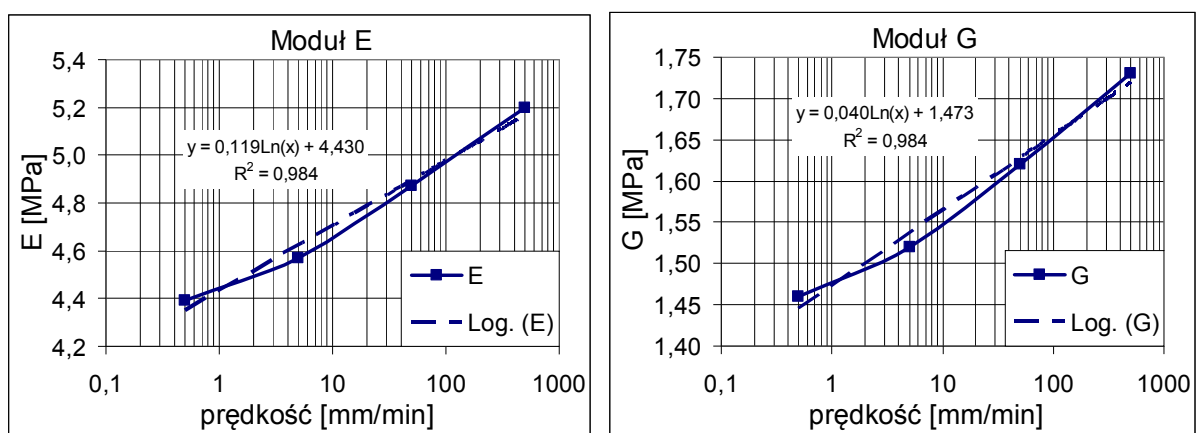 Moduł E
5,4
5,2
5,0
4,8
4,6
4,4
4,2
E [MPa]
y = 0,119Ln(x) + 4,430
R² = 0,984
E
Log. (E)
0,1 1 10 100 1000
prędkość [mm/min]
Moduł G
1,75
1,70
1,65
1,60
1,55
1,50
1,45
1,40
G [MPa]
y = 0,040Ln(x) + 1,473
R² = 0,984
G
Log. (G)
0,1 1 10 100 1000
prędkość [mm/min]